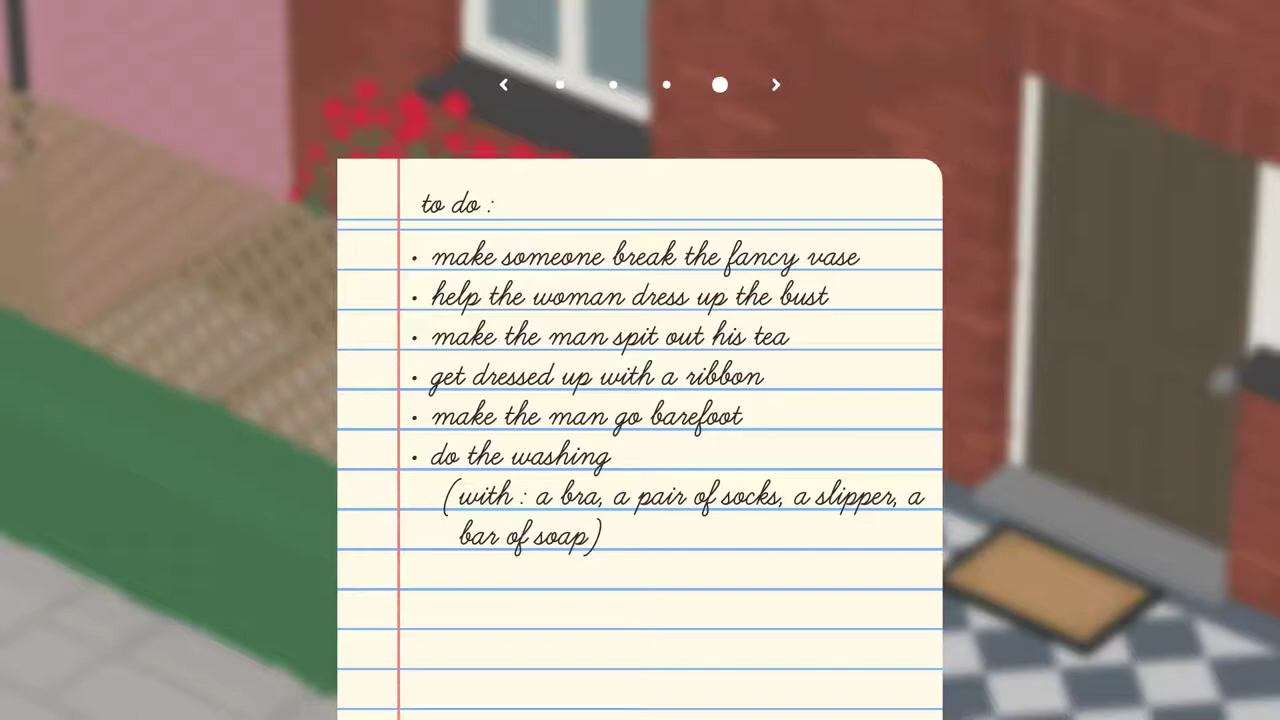 to do :
• make someone break the fancy vase
• help the woman dress up the bust
• make the man spit out his tea
• get dressed up with a ribbon
• make the man go barefoot
• do the washing
(with : a bra, a pair of socks, a slipper, a
bar of soap)